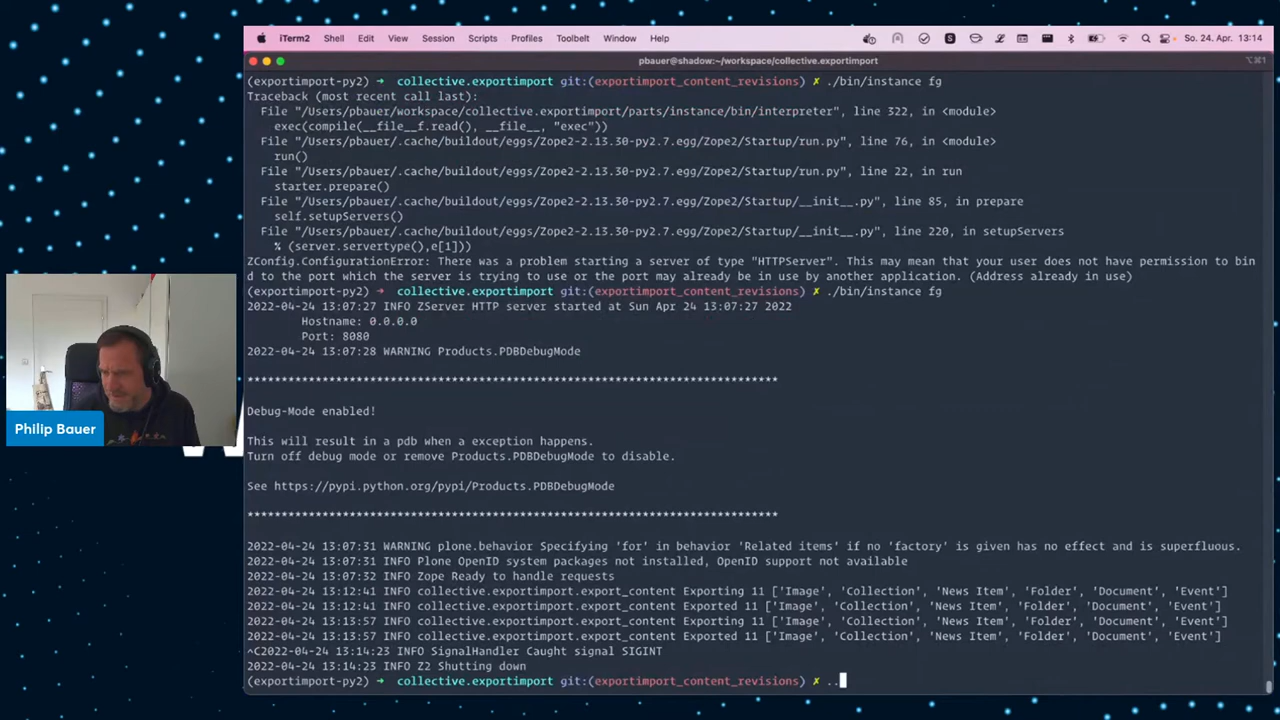 iTerm2 Shell Edit View Session Scripts Profiles Toolbelt Window Help So. 24. Apr. 13:14
pbauer@shadow:~/workspace/collective.exportimport ⌥⌘1
(exportimport-py2) → collective.exportimport git:(exportimport_content_revisions) ✗ ./bin/instance fg
Traceback (most recent call last):
File "/Users/pbauer/workspace/collective.exportimport/parts/instance/bin/interpreter", line 322, in <module>
exec(compile(__file__f.read(), __file__, "exec"))
File "/Users/pbauer/.cache/buildout/eggs/Zope2-2.13.30-py2.7.egg/Zope2/Startup/run.py", line 76, in <module>
run()
File "/Users/pbauer/.cache/buildout/eggs/Zope2-2.13.30-py2.7.egg/Zope2/Startup/run.py", line 22, in run
starter.prepare()
File "/Users/pbauer/.cache/buildout/eggs/Zope2-2.13.30-py2.7.egg/Zope2/Startup/__init__.py", line 85, in prepare
self.setupServers()
File "/Users/pbauer/.cache/buildout/eggs/Zope2-2.13.30-py2.7.egg/Zope2/Startup/__init__.py", line 220, in setupServers
% (server.servertype(),e[1]))
ZConfig.ConfigurationError: There was a problem starting a server of type "HTTPServer". This may mean that your user does not have permission to bin
d to the port which the server is trying to use or the port may already be in use by another application. (Address already in use)
(exportimport-py2) → collective.exportimport git:(exportimport_content_revisions) ✗ ./bin/instance fg
2022-04-24 13:07:27 INFO ZServer HTTP server started at Sun Apr 24 13:07:27 2022
Hostname: 0.0.0.0
Port: 8080
2022-04-24 13:07:28 WARNING Products.PDBDebugMode
******************************************************************************
Debug-Mode enabled!
This will result in a pdb when a exception happens.
Turn off debug mode or remove Products.PDBDebugMode to disable.
See https://pypi.python.org/pypi/Products.PDBDebugMode
******************************************************************************
2022-04-24 13:07:31 WARNING plone.behavior Specifying 'for' in behavior 'Related items' if no 'factory' is given has no effect and is superfluous.
2022-04-24 13:07:31 INFO Plone OpenID system packages not installed, OpenID support not available
2022-04-24 13:07:32 INFO Zope Ready to handle requests
2022-04-24 13:12:41 INFO collective.exportimport.export_content Exporting 11 ['Image', 'Collection', 'News Item', 'Folder', 'Document', 'Event']
2022-04-24 13:12:41 INFO collective.exportimport.export_content Exported 11 ['Image', 'Collection', 'News Item', 'Folder', 'Document', 'Event']
2022-04-24 13:13:57 INFO collective.exportimport.export_content Exporting 11 ['Image', 'Collection', 'News Item', 'Folder', 'Document', 'Event']
2022-04-24 13:13:57 INFO collective.exportimport.export_content Exported 11 ['Image', 'Collection', 'News Item', 'Folder', 'Document', 'Event']
^C2022-04-24 13:14:23 INFO SignalHandler Caught signal SIGINT
2022-04-24 13:14:23 INFO Z2 Shutting down
(exportimport-py2) → collective.exportimport git:(exportimport_content_revisions) ✗ ..
Philip Bauer